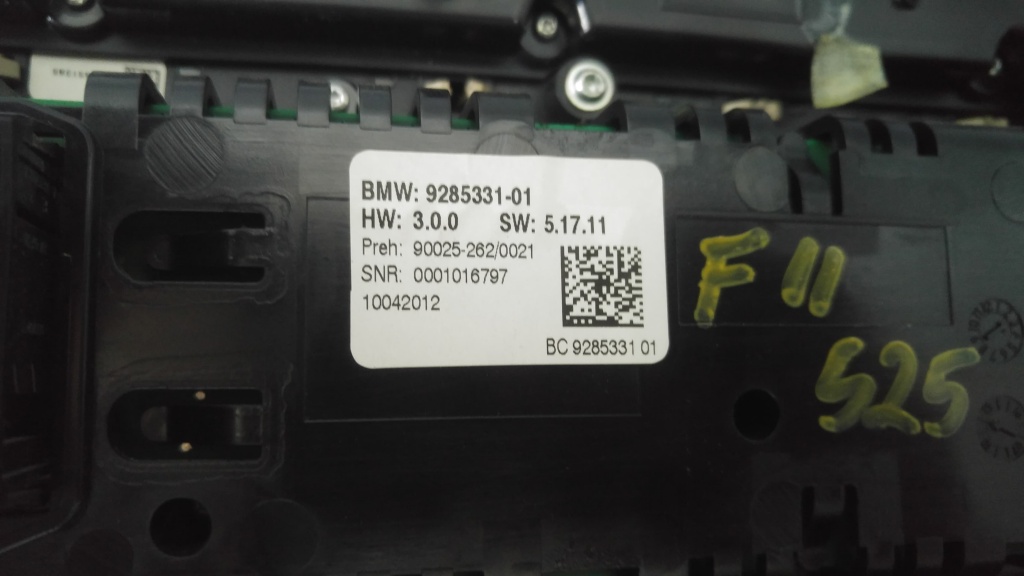 BMW: 9285331-01
HW: 3.0.0 SW: 5.17.11
Preh: 90025-262/0021
SNR: 0001016797
10042012
BC 9285331 01
F 11
525